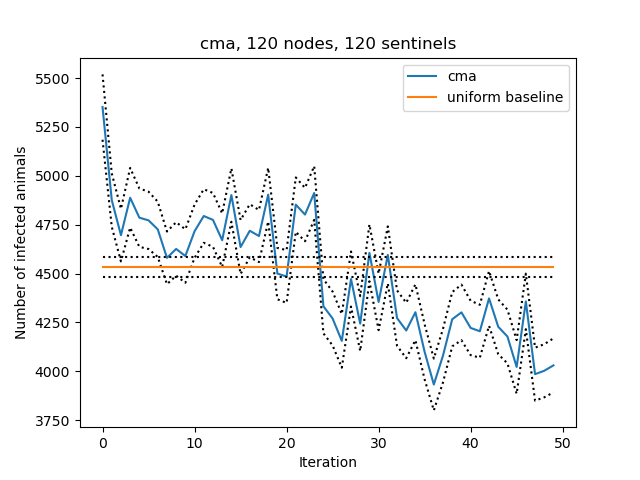 cma, 120 nodes, 120 sentinels
cma
uniform baseline
Number of infected animals
5500
5250
5000
4750
4500
4250
4000
3750
0 10 20 30 40 50
Iteration